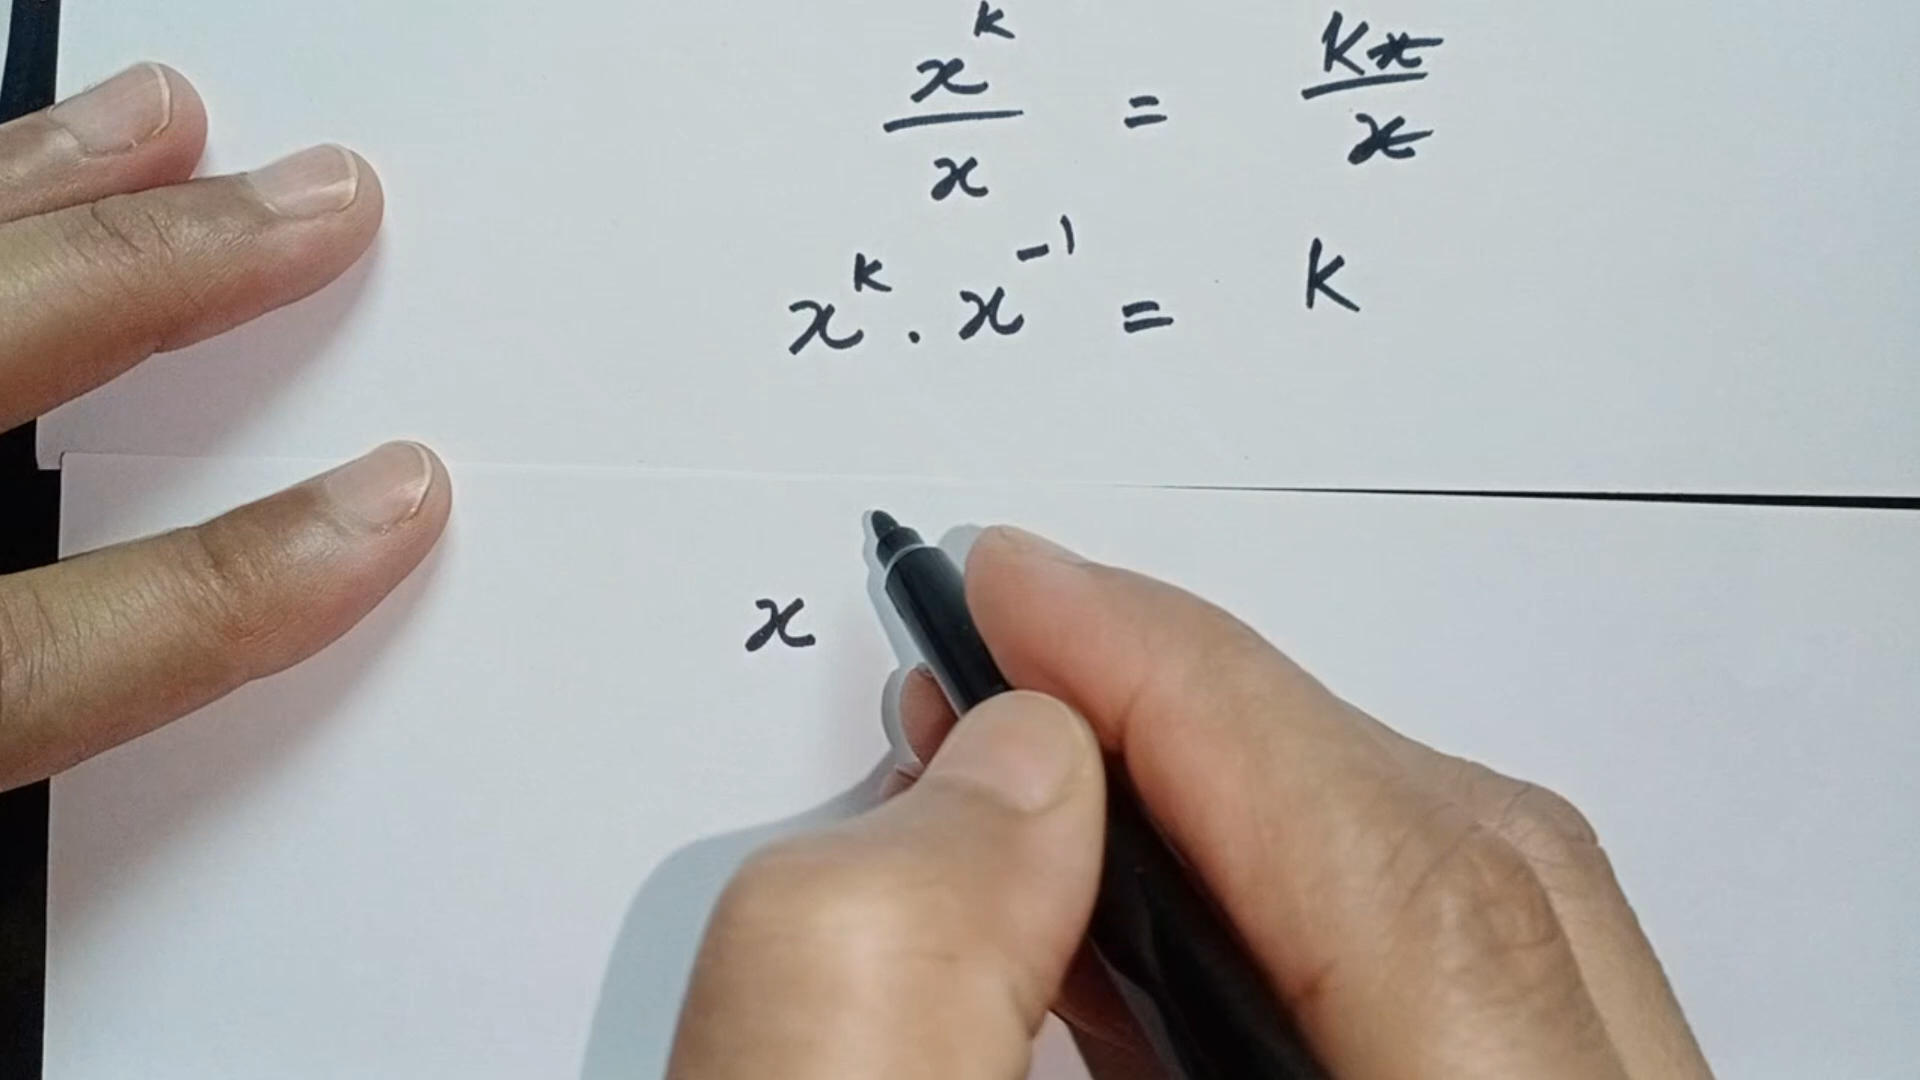 x^k / x = Kx / x
x^k . x^-1 = K
x